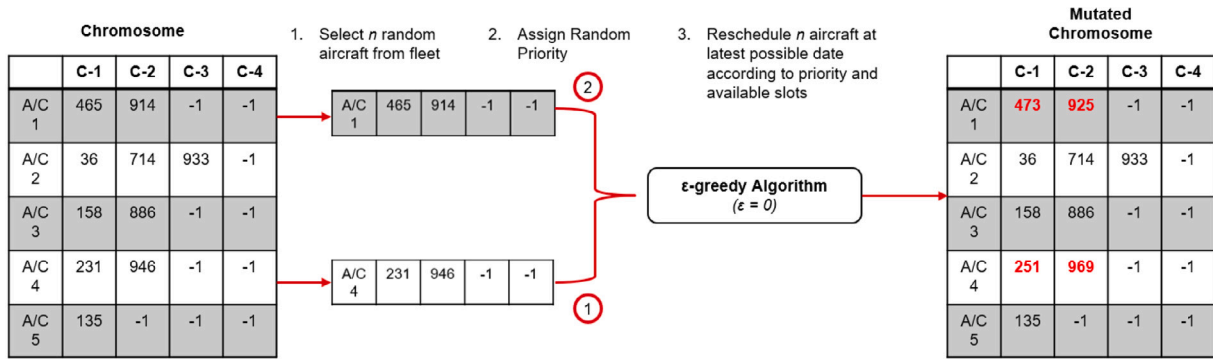 Chromosome
C-1 C-2 C-3 C-4
A/C 1 465 914 -1 -1
A/C 2 36 714 933 -1
A/C 3 158 886 -1 -1
A/C 4 231 946 -1 -1
A/C 5 135 -1 -1 -1
1. Select n random
aircraft from fleet
2. Assign Random
Priority
3. Reschedule n aircraft at
latest possible date
according to priority and
available slots
A/C 1 465 914 -1 -1
2
A/C 4 231 946 -1 -1
1
ε-greedy Algorithm
(ε = 0)
Mutated
Chromosome
C-1 C-2 C-3 C-4
A/C 1 473 925 -1 -1
A/C 2 36 714 933 -1
A/C 3 158 886 -1 -1
A/C 4 251 969 -1 -1
A/C 5 135 -1 -1 -1